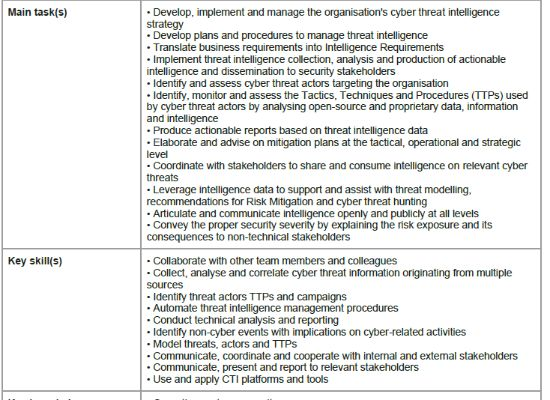 Main task(s)
• Develop, implement and manage the organisation's cyber threat intelligence
strategy
• Develop plans and procedures to manage threat intelligence
• Translate business requirements into Intelligence Requirements
• Implement threat intelligence collection, analysis and production of actionable
intelligence and dissemination to security stakeholders
• Identify and assess cyber threat actors targeting the organisation
• Identify, monitor and assess the Tactics, Techniques and Procedures (TTPs) used
by cyber threat actors by analysing open-source and proprietary data, information
and intelligence
• Produce actionable reports based on threat intelligence data
• Elaborate and advise on mitigation plans at the tactical, operational and strategic
level
• Coordinate with stakeholders to share and consume intelligence on relevant cyber
threats
• Leverage intelligence data to support and assist with threat modelling,
recommendations for Risk Mitigation and cyber threat hunting
• Articulate and communicate intelligence openly and publicly at all levels
• Convey the proper security severity by explaining the risk exposure and its
consequences to non-technical stakeholders
Key skill(s)
• Collaborate with other team members and colleagues
• Collect, analyse and correlate cyber threat information originating from multiple
sources
• Identify threat actors TTPs and campaigns
• Automate threat intelligence management procedures
• Conduct technical analysis and reporting
• Identify non-cyber events with implications on cyber-related activities
• Model threats, actors and TTPs
• Communicate, coordinate and cooperate with internal and external stakeholders
• Communicate, present and report to relevant stakeholders
• Use and apply CTI platforms and tools